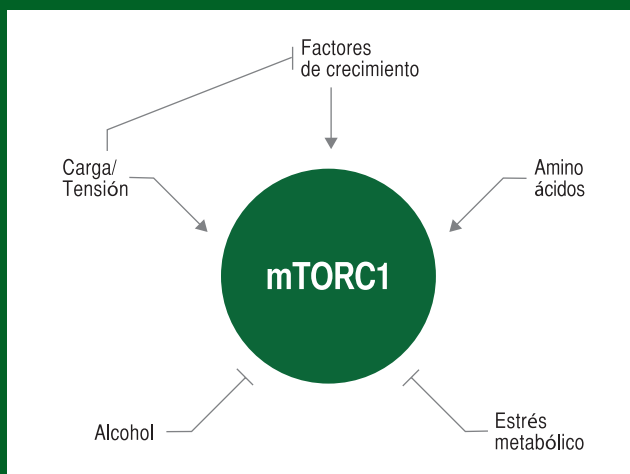 Factores
de crecimiento
Carga/
Tensión
Amino
ácidos
mTORC1
Alcohol
Estrés
metabólico